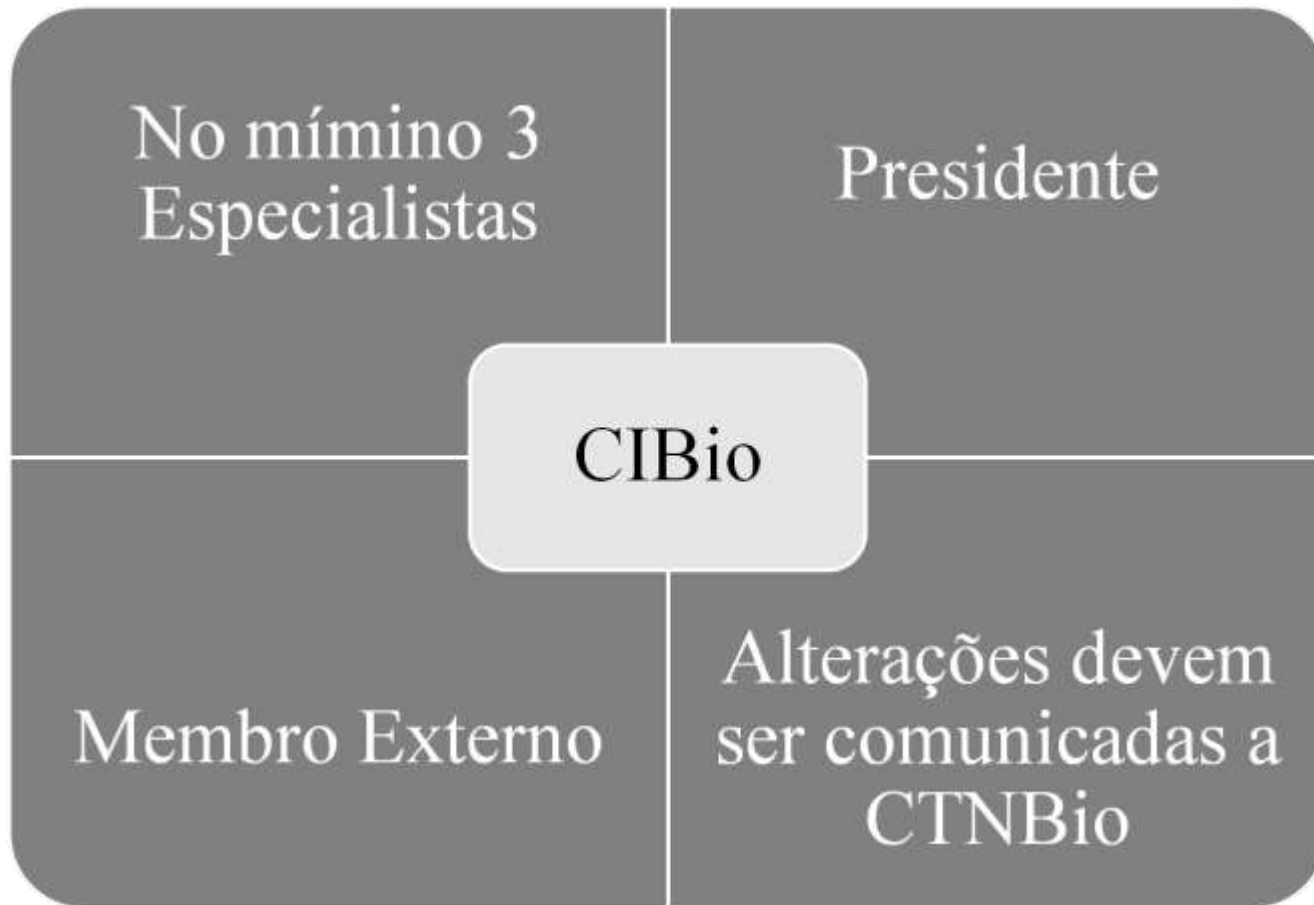 No mímino 3
Especialistas
Presidente
CIBio
Membro Externo
Alterações devem
ser comunicadas a
CTNBio